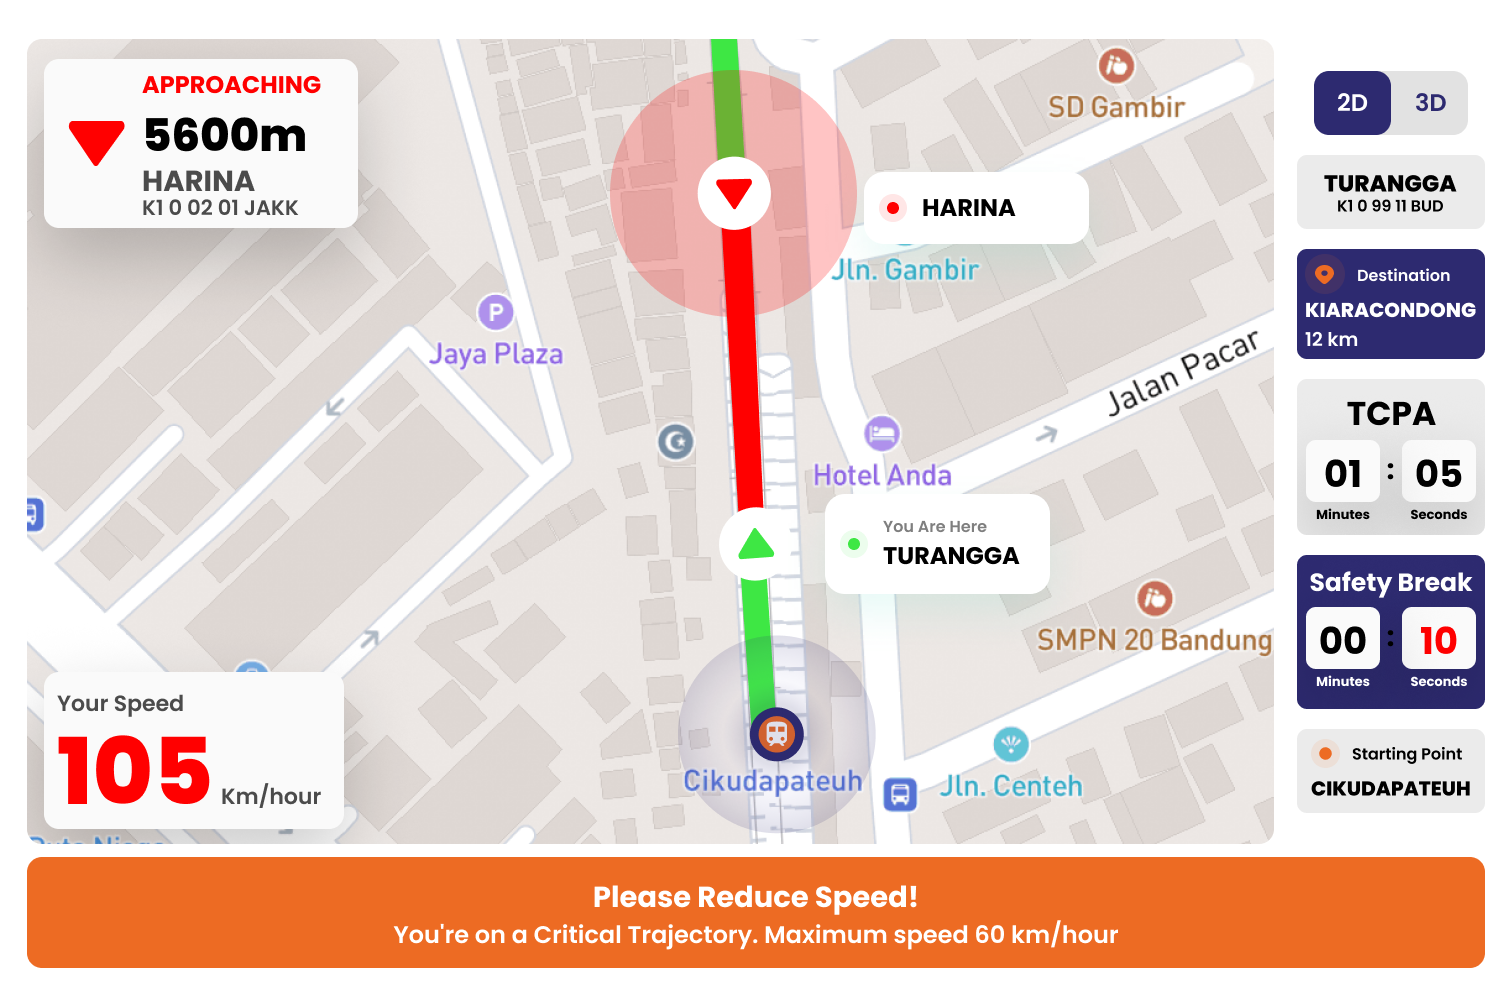 APPROACHING
5600m
HARINA
K1 0 02 01 JAKK
SD Gambir
HARINA
Jln. Gambir
P
Jaya Plaza
Jalan Pacar
Hotel Anda
You Are Here
TURANGGA
SMPN 20 Bandung
Cikudapateuh
Jln. Centeh
Your Speed
105 Km/hour
2D 3D
TURANGGA
K1 0 99 11 BUD
Destination
KIARACONDONG
12 km
TCPA
01 : 05
Minutes Seconds
Safety Break
00 : 10
Minutes Seconds
Starting Point
CIKUDAPATEUH
Please Reduce Speed!
You're on a Critical Trajectory. Maximum speed 60 km/hour